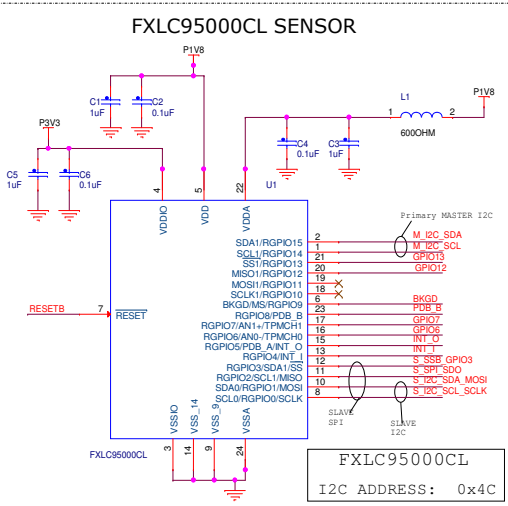 FXLC95000CL SENSOR
P1V8
C1
1uF
C2
0.1uF
P3V3
C5
1uF
C6
0.1uF
L1
1
2
600OHM
P1V8
C4
0.1uF
C3
1uF
4
5
22
U1
VDDIO
VDD
VDDA
Primary MASTER I2C
SDA1/RGPIO15
2
M_I2C_SDA
SCL1/RGPIO14
1
M_I2C_SCL
SS1/RGPIO13
21
GPIO13
MISO1/RGPIO12
20
GPIO12
MOSI1/RGPIO11
19
SCLK1/RGPIO10
18
BKGD/MS/RGPIO9
6
BKGD
RGPIO8/PDB_B
23
PDB_B
RGPIO7/AN1+/TPMCH1
17
GPIO7
RGPIO6/AN0-/TPMCH0
16
GPIO6
RGPIO5/PDB_A/INT_O
15
INT_O
RGPIO4/INT_I
13
INT_I
RGPIO3/SDA1/SS
12
S_SSB_GPIO3
RGPIO2/SCL1/MISO
11
S_SPI_SDO
SDA0/RGPIO1/MOSI
10
S_I2C_SDA_MOSI
SCL0/RGPIO0/SCLK
8
S_I2C_SCL_SCLK
RESETB
7
RESET
SLAVE
SPI
SLAVE
I2C
VSSIO
VSS_14
VSS_9
VSSA
3
14
9
24
FXLC95000CL
FXLC95000CL
I2C ADDRESS: 0x4C